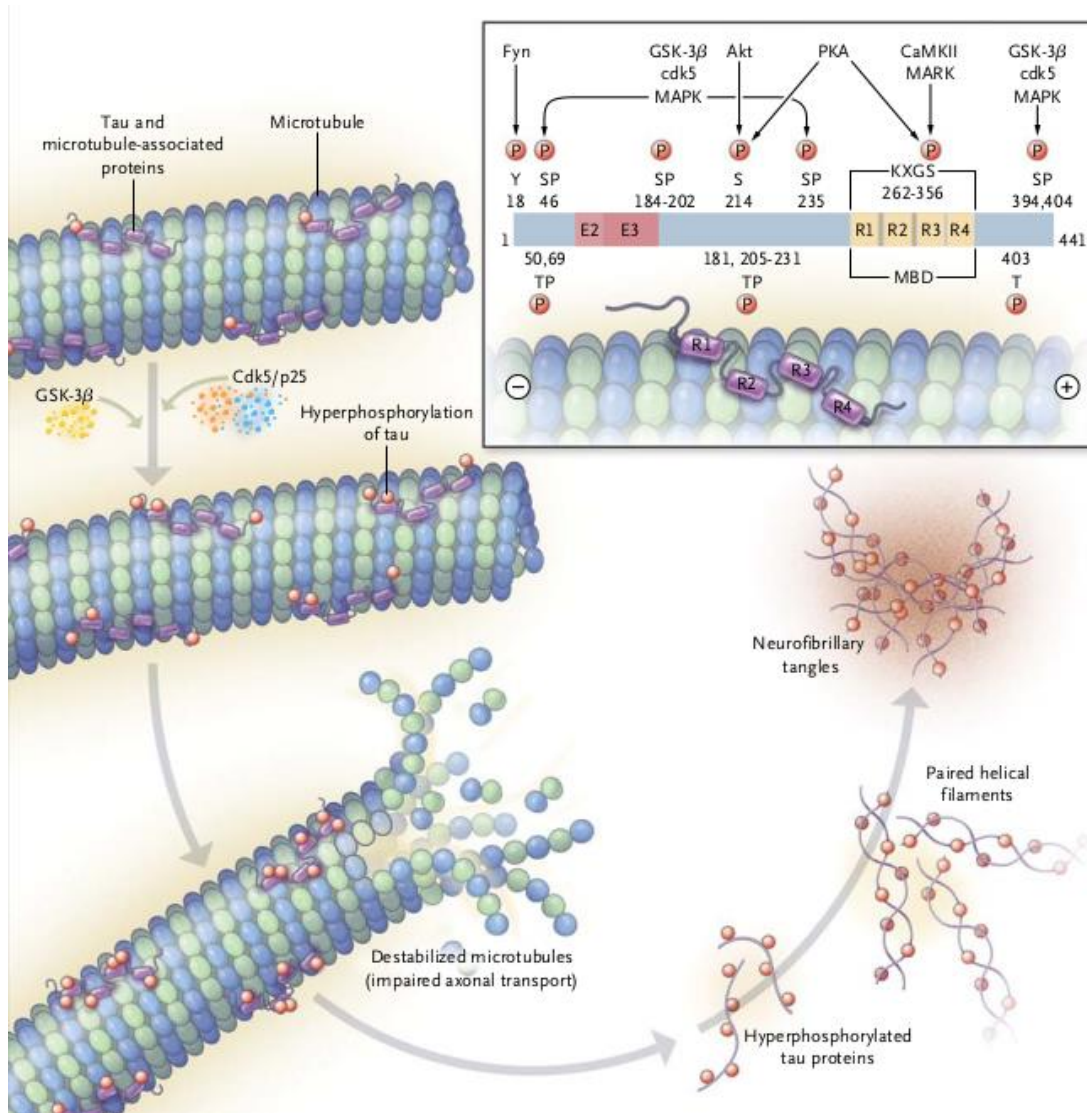 Fyn
GSK-3β
cdk5
MAPK
Akt
PKA
CaMKII
MARK
GSK-3β
cdk5
MAPK
P P P P P P P
Y SP SP S SP KXGS SP
18 46 184-202 214 235 262-356 394,404
1 E2 E3 R1 R2 R3 R4 441
50,69 181, 205-231 MBD 403
TP TP T
P P P
R1
R2
R3
R4
− +
Tau and
microtubule-associated
proteins
Microtubule
GSK-3β
Cdk5/p25
Hyperphosphorylation
of tau
Destabilized microtubules
(impaired axonal transport)
Hyperphosphorylated
tau proteins
Paired helical
filaments
Neurofibrillary
tangles